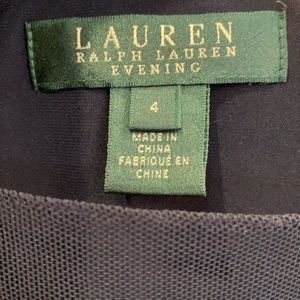 LAUREN
RALPH LAUREN
EVENING
4
MADE IN
CHINA
FABRIQUÉ EN
CHINE